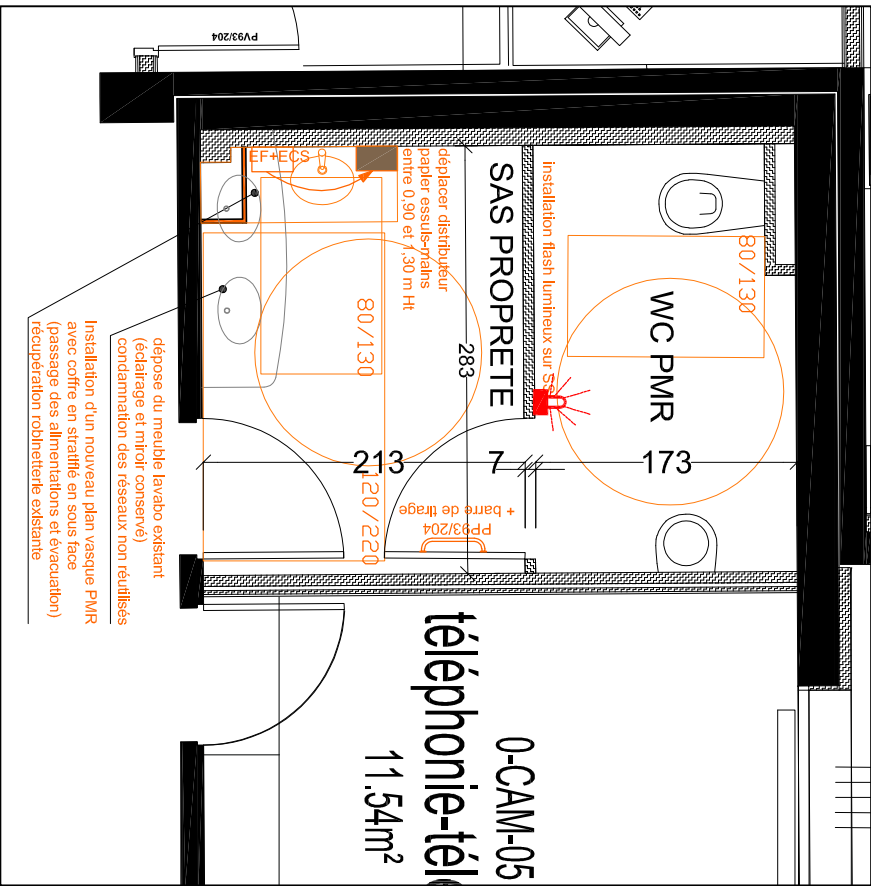 PV93/204
EF+ECS
déplacer distributeur
papier essuis-mains
entre 0,90 et 1,30 m Ht
SAS PROPRETE
installation flash lumineux sur
WC PMR
80/130
80/130
283
213
7
173
120/220
PP93/204
+ barre de tirage
dépose du meuble lavabo existant
(éclairage et miroir conservé)
condamnation des réseaux non réutilisés
Installation d'un nouveau plan vasque PMR
avec coffre en stratifié en sous face
(passage des alimentations et évacuation)
récupération robinetterie existante
0-CAM-05
téléphonie-tél
11.54m²